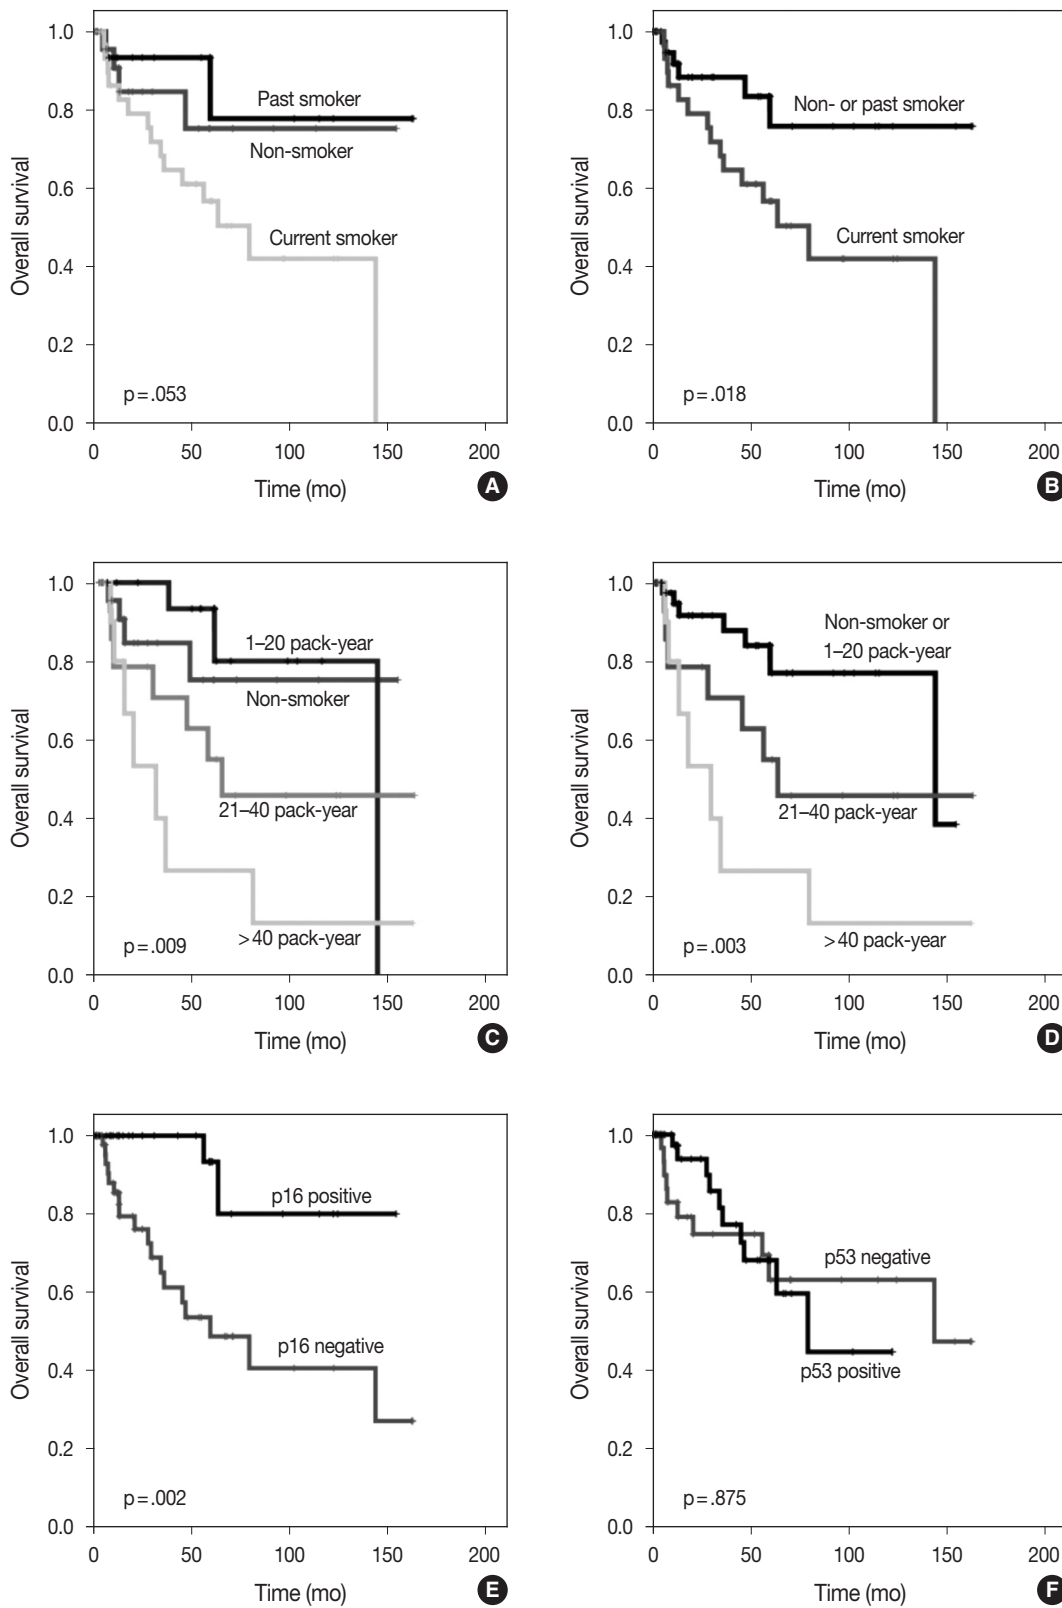 1.0
0.8
0.6
0.4
0.2
0.0
Overall survival
Past smoker
Non-smoker
Current smoker
p=.053
0 50 100 150 200
Time (mo)
A
1.0
0.8
0.6
0.4
0.2
0.0
Overall survival
Non- or past smoker
Current smoker
p=.018
0 50 100 150 200
Time (mo)
B
1.0
0.8
0.6
0.4
0.2
0.0
Overall survival
1–20 pack-year
Non-smoker
21–40 pack-year
>40 pack-year
p=.009
0 50 100 150 200
Time (mo)
C
1.0
0.8
0.6
0.4
0.2
0.0
Overall survival
Non-smoker or
1–20 pack-year
21–40 pack-year
>40 pack-year
p=.003
0 50 100 150 200
Time (mo)
D
1.0
0.8
0.6
0.4
0.2
0.0
Overall survival
p16 positive
p16 negative
p=.002
0 50 100 150 200
Time (mo)
E
1.0
0.8
0.6
0.4
0.2
0.0
Overall survival
p53 negative
p53 positive
p=.875
0 50 100 150 200
Time (mo)
F